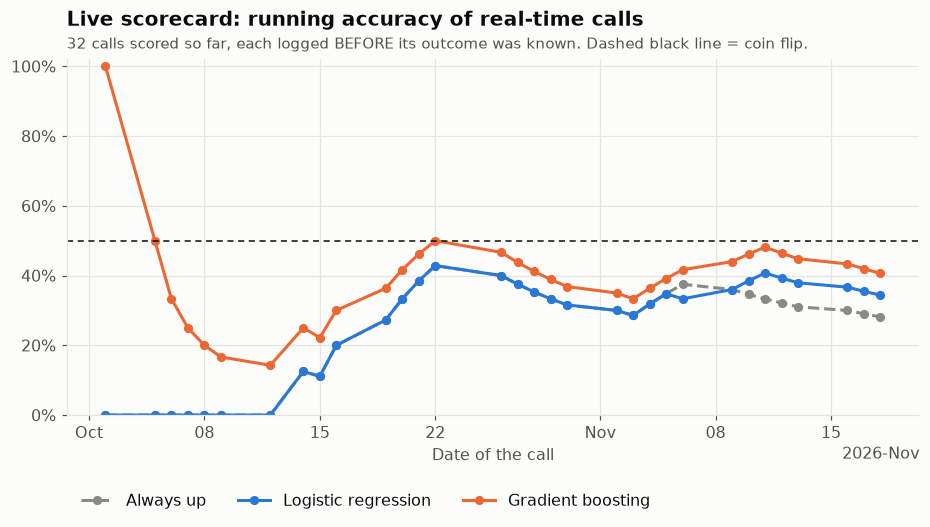 Live scorecard: running accuracy of real-time calls
32 calls scored so far, each logged BEFORE its outcome was known. Dashed black line = coin flip.
100%
80%
60%
40%
20%
0%
Oct 08 15 22 Nov 08 15
Date of the call
2026-Nov
Always up Logistic regression Gradient boosting